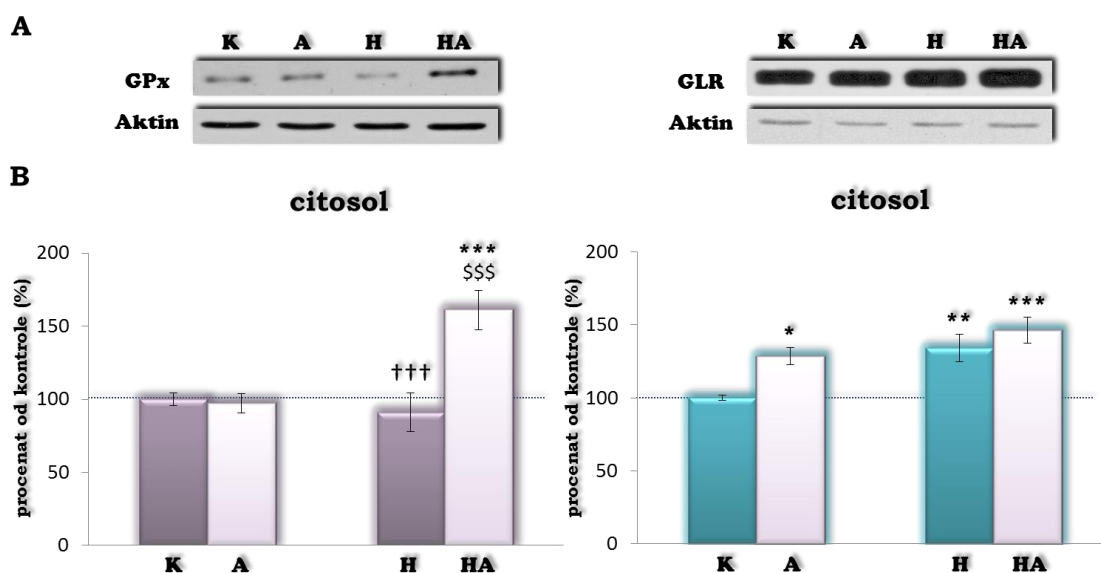 A
K A H HA
GPx
Aktin
K A H HA
GLR
Aktin
B
citosol
procenat od kontrole (%)
200
150
100
50
0
***
$$$
†††
K A H HA
citosol
procenat od kontrole (%)
200
150
100
50
0
*
**
***
K A H HA